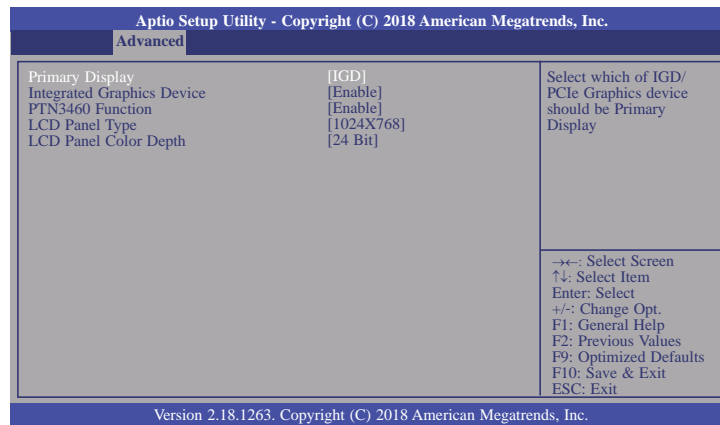 Aptio Setup Utility - Copyright (C) 2018 American Megatrends, Inc.
Advanced
Primary Display [IGD]
Integrated Graphics Device [Enable]
PTN3460 Function [Enable]
LCD Panel Type [1024X768]
LCD Panel Color Depth [24 Bit]
Select which of IGD/
PCIe Graphics device
should be Primary
Display
→←: Select Screen
↑↓: Select Item
Enter: Select
+/-: Change Opt.
F1: General Help
F2: Previous Values
F9: Optimized Defaults
F10: Save & Exit
ESC: Exit
Version 2.18.1263. Copyright (C) 2018 American Megatrends, Inc.